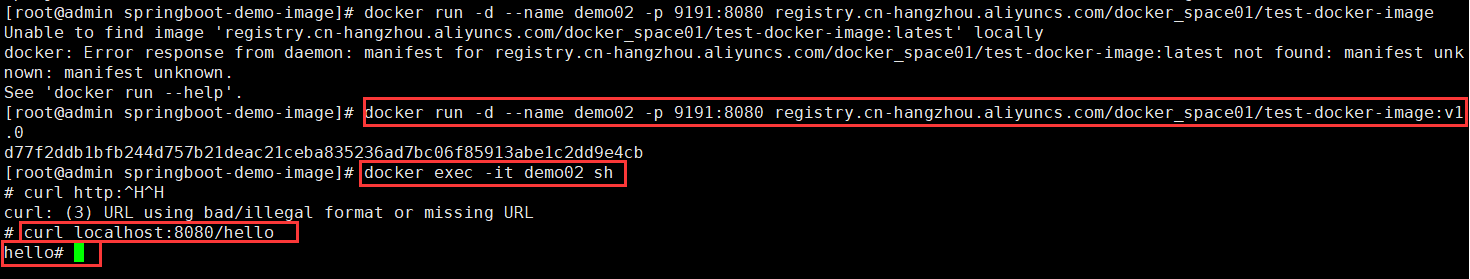 [root@admin springboot-demo-image]# docker run -d --name demo02 -p 9191:8080 registry.cn-hangzhou.aliyuncs.com/docker_space01/test-docker-image
Unable to find image 'registry.cn-hangzhou.aliyuncs.com/docker_space01/test-docker-image:latest' locally
docker: Error response from daemon: manifest for registry.cn-hangzhou.aliyuncs.com/docker_space01/test-docker-image:latest not found: manifest unk
nown: manifest unknown.
See 'docker run --help'.
[root@admin springboot-demo-image]# docker run -d --name demo02 -p 9191:8080 registry.cn-hangzhou.aliyuncs.com/docker_space01/test-docker-image:v1
.0
d77f2ddb1bfb244d757b21deac21ceba835236ad7bc06f85913abe1c2dd9e4cb
[root@admin springboot-demo-image]# docker exec -it demo02 sh
# curl http:^H^H
curl: (3) URL using bad/illegal format or missing URL
# curl localhost:8080/hello
hello#